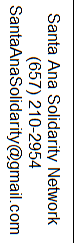 Santa Ana Solidarity Network
(657) 210-2954
SantaAnaSolidarity@gmail.com